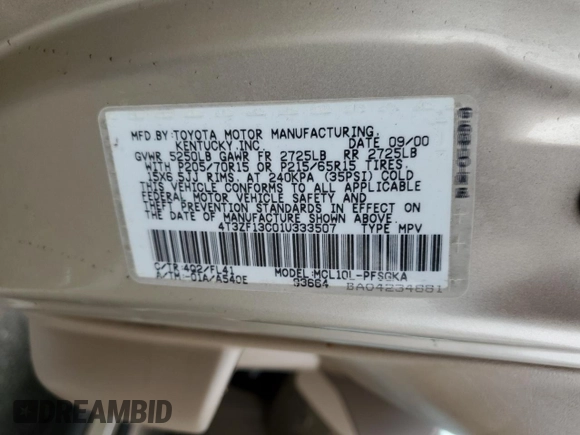 MFD BY: TOYOTA MOTOR MANUFACTURING,
KENTUCKY, INC. DATE 09/00
GVWR 5250LB GAWR FR 2725LB RR 2725LB
WITH P205/70R15 OR P215/65R15 TIRES,
15X6.5JJ RIMS, AT 240KPA (35PSI) COLD
THIS VEHICLE CONFORMS TO ALL APPLICABLE
FEDERAL MOTOR VEHICLE SAFETY AND
THEFT PREVENTION STANDARDS IN EFFECT ON THE DATE
OF MANUFACTURE SHOWN ABOVE.
4T3ZF13C01U333507 TYPE MPV
C/TR 4Q2/FL41 MODEL: MCL10L-PFSGKA
A/TM -01A/A540E 33664 BA04234881
DREAMBID